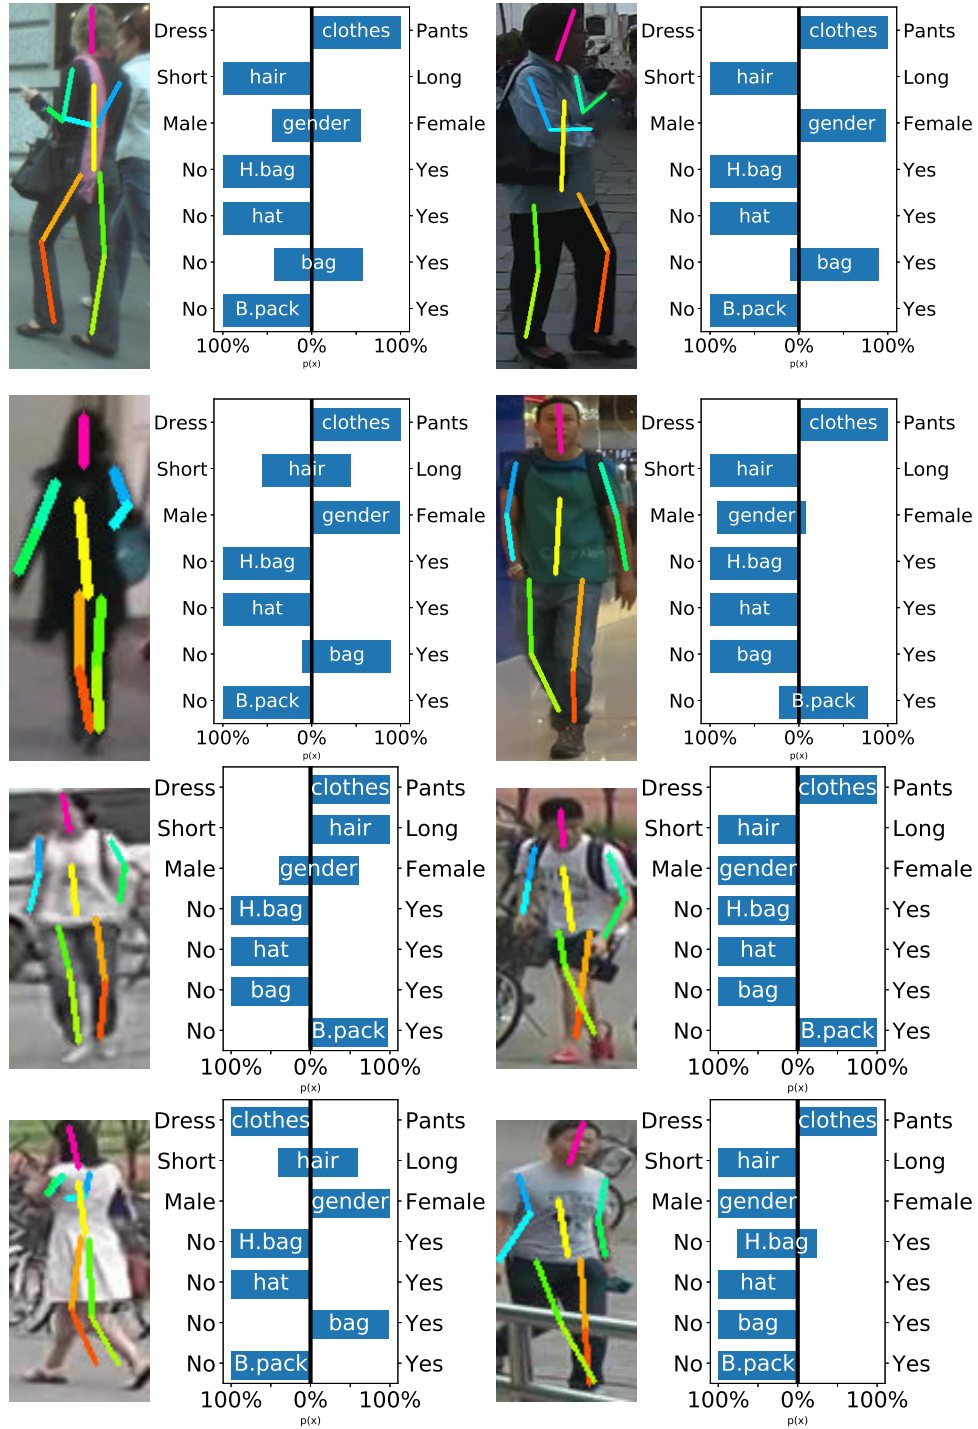 Dress clothes Pants
Short hair Long
Male gender Female
No H.bag Yes
No hat Yes
No bag Yes
No B.pack Yes
100% 0% 100%
p(x)
Dress clothes Pants
Short hair Long
Male gender Female
No H.bag Yes
No hat Yes
No bag Yes
No B.pack Yes
100% 0% 100%
p(x)
Dress clothes Pants
Short hair Long
Male gender Female
No H.bag Yes
No hat Yes
No bag Yes
No B.pack Yes
100% 0% 100%
p(x)
Dress clothes Pants
Short hair Long
Male gender Female
No H.bag Yes
No hat Yes
No bag Yes
No B.pack Yes
100% 0% 100%
p(x)
Dress clothes Pants
Short hair Long
Male gender Female
No H.bag Yes
No hat Yes
No bag Yes
No B.pack Yes
100% 0% 100%
p(x)
Dress clothes Pants
Short hair Long
Male gender Female
No H.bag Yes
No hat Yes
No bag Yes
No B.pack Yes
100% 0% 100%
p(x)
Dress clothes Pants
Short hair Long
Male gender Female
No H.bag Yes
No hat Yes
No bag Yes
No B.pack Yes
100% 0% 100%
p(x)
Dress clothes Pants
Short hair Long
Male gender Female
No H.bag Yes
No hat Yes
No bag Yes
No B.pack Yes
100% 0% 100%
p(x)